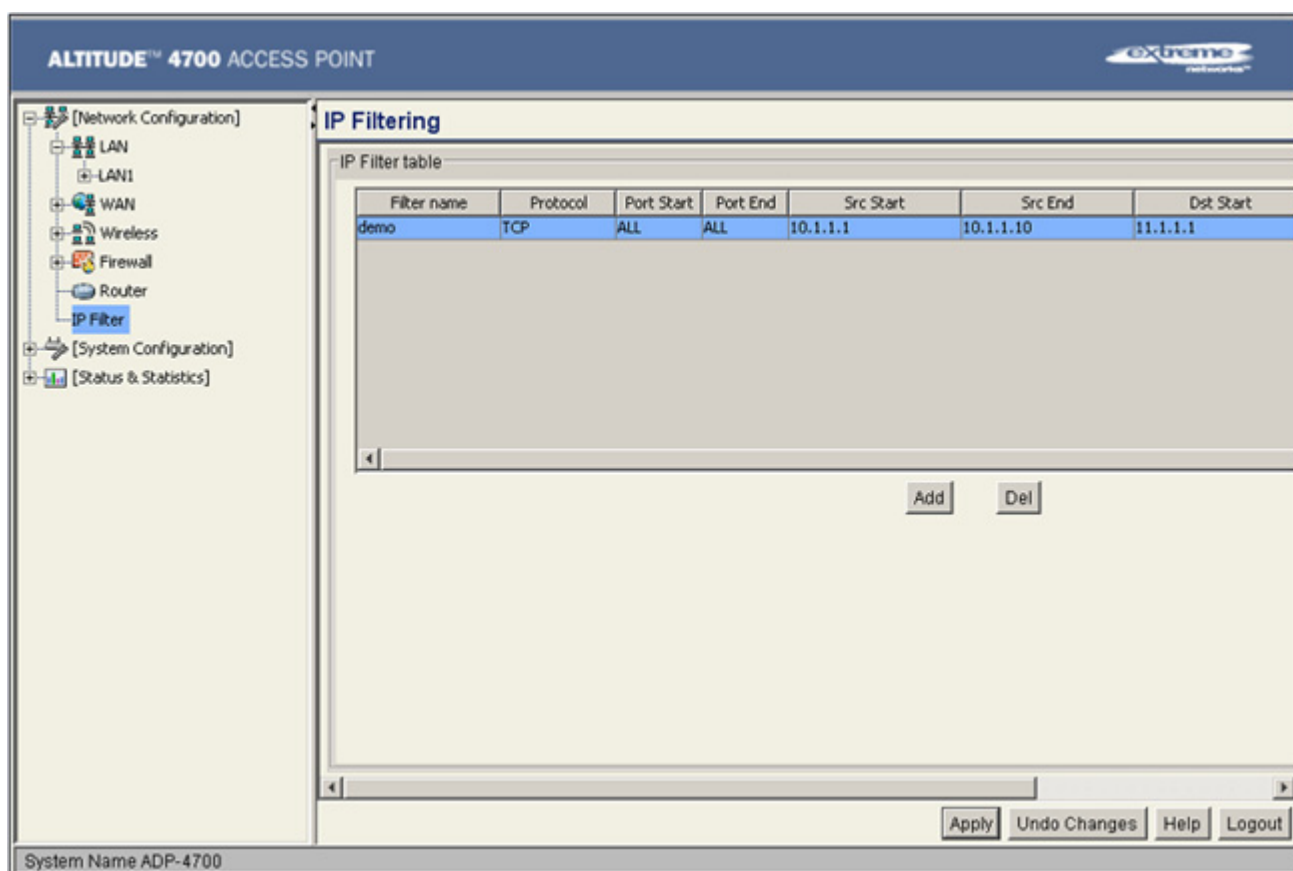 ALTITUDE™ 4700 ACCESS POINT
extreme networks™
[Network Configuration]
LAN
LAN1
WAN
Wireless
Firewall
Router
IP Filter
[System Configuration]
[Status & Statistics]
IP Filtering
IP Filter table
Filter name Protocol Port Start Port End Src Start Src End Dst Start
demo TCP ALL ALL 10.1.1.1 10.1.1.10 11.1.1.1
Add Del
Apply Undo Changes Help Logout
System Name ADP-4700